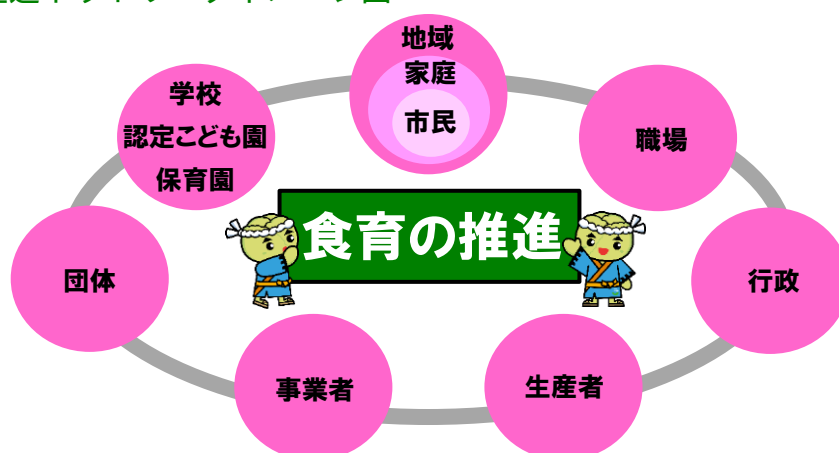 地域
家庭
市民
学校
認定こども園
保育園
職場
食育の推進
団体
行政
事業者
生産者